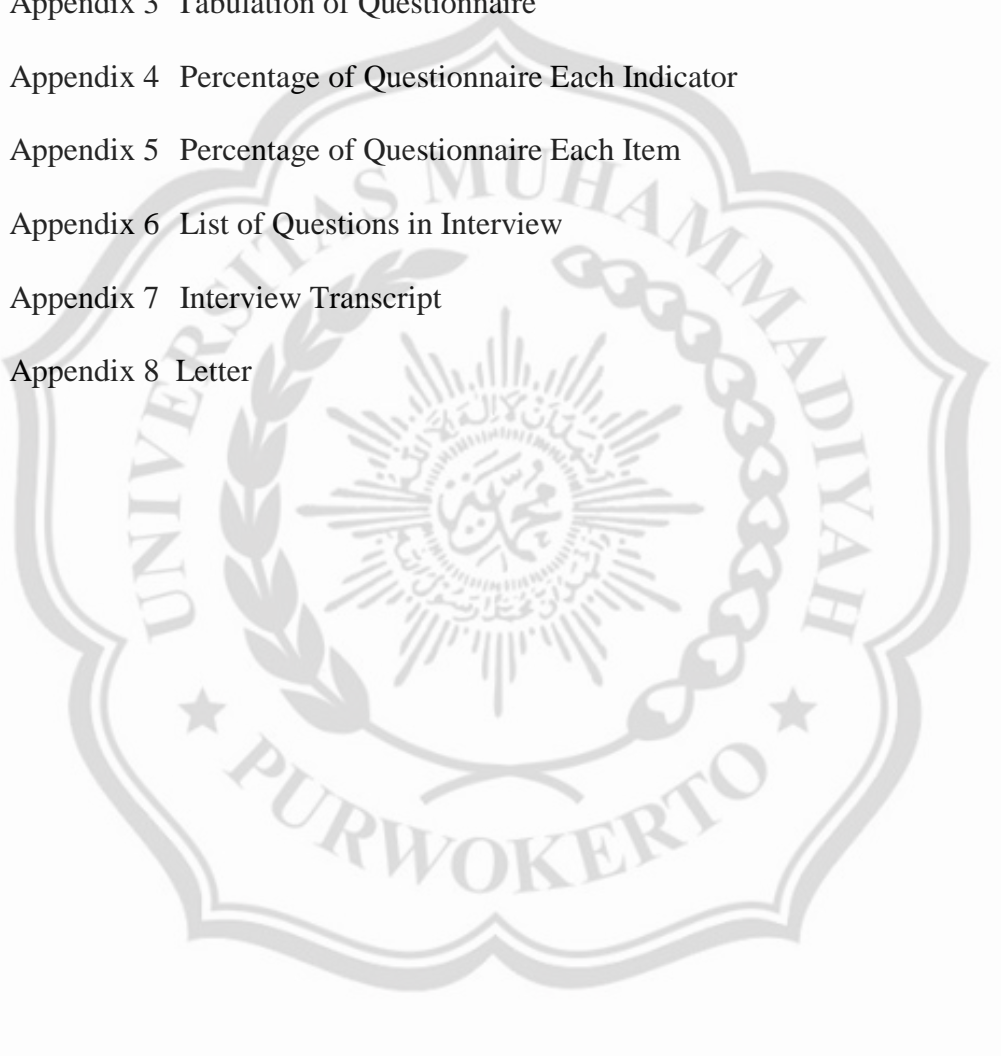 Appendix 3 Tabulation of Questionnaire
Appendix 4 Percentage of Questionnaire Each Indicator
Appendix 5 Percentage of Questionnaire Each Item
Appendix 6 List of Questions in Interview
Appendix 7 Interview Transcript
Appendix 8 Letter
UNIVERSITAS MUHAMMADIYAH
PURWOKERTO